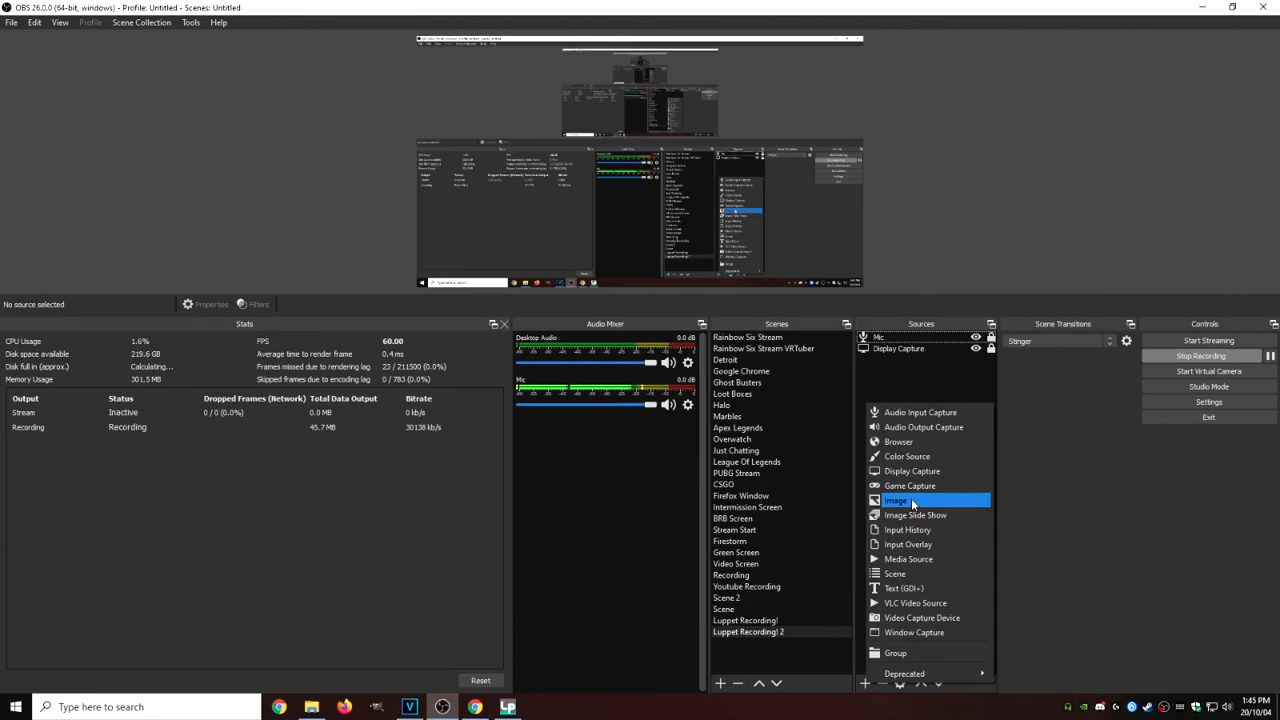 OBS 26.0.0 (64-bit, windows) - Profile: Untitled - Scenes: Untitled
File Edit View Profile Scene Collection Tools Help
No source selected Properties Filters
Stats
CPU Usage 1.6% FPS 60.00
Disk space available 219.6 GB Average time to render frame 0.4 ms
Disk full in (approx.) Calculating... Frames missed due to rendering lag 23 / 211500 (0.0%)
Memory Usage 301.5 MB Skipped frames due to encoding lag 0 / 783 (0.0%)
Output Status Dropped Frames (Network) Total Data Output Bitrate
Stream Inactive 0 / 0 (0.0%) 0.0 MB 0 kb/s
Recording Recording 45.7 MB 30138 kb/s
Reset
Audio Mixer
Desktop Audio 0.0 dB
Mic 0.0 dB
Scenes
Rainbow Six Stream
Rainbow Six Stream VRTuber
Detroit
Google Chrome
Ghost Busters
Loot Boxes
Halo
Marbles
Apex Legends
Overwatch
Just Chatting
League Of Legends
PUBG Stream
CSGO
Firefox Window
Intermission Screen
BRB Screen
Stream Start
Firestorm
Green Screen
Video Screen
Recording
Youtube Recording
Scene 2
Scene
Luppet Recording!
Luppet Recording! 2
Sources
Mic
Display Capture
Audio Input Capture
Audio Output Capture
Browser
Color Source
Display Capture
Game Capture
Image
Image Slide Show
Input History
Input Overlay
Media Source
Scene
Text (GDI+)
VLC Video Source
Video Capture Device
Window Capture
Group
Deprecated
Scene Transitions
Stinger
Controls
Start Streaming
Stop Recording
Start Virtual Camera
Studio Mode
Settings
Exit
Type here to search
1:45 PM
20/10/04